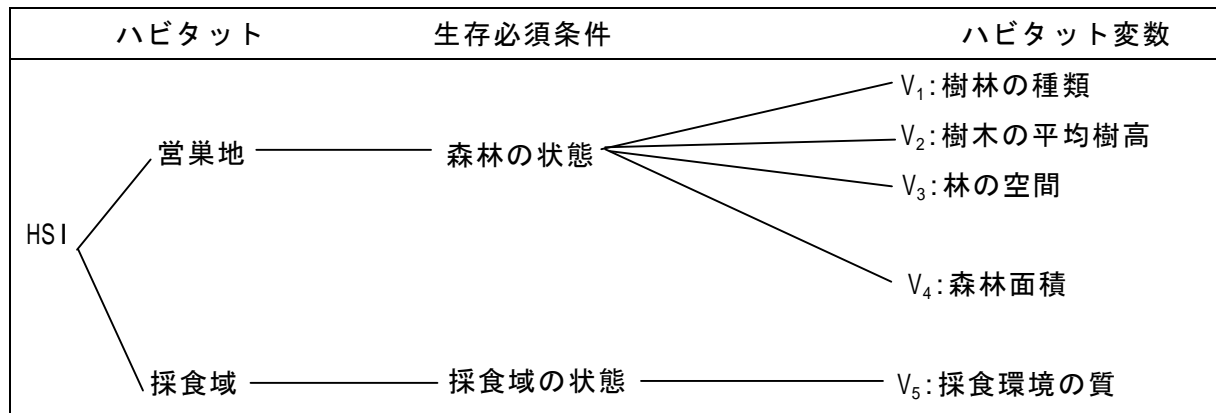 ハビタット 生存必須条件 ハビタット変数
V₁:樹林の種類
V₂:樹木の平均樹高
営巣地 森林の状態
V₃:林の空間
HSI
V₄:森林面積
採食域 採食域の状態 V₅:採食環境の質